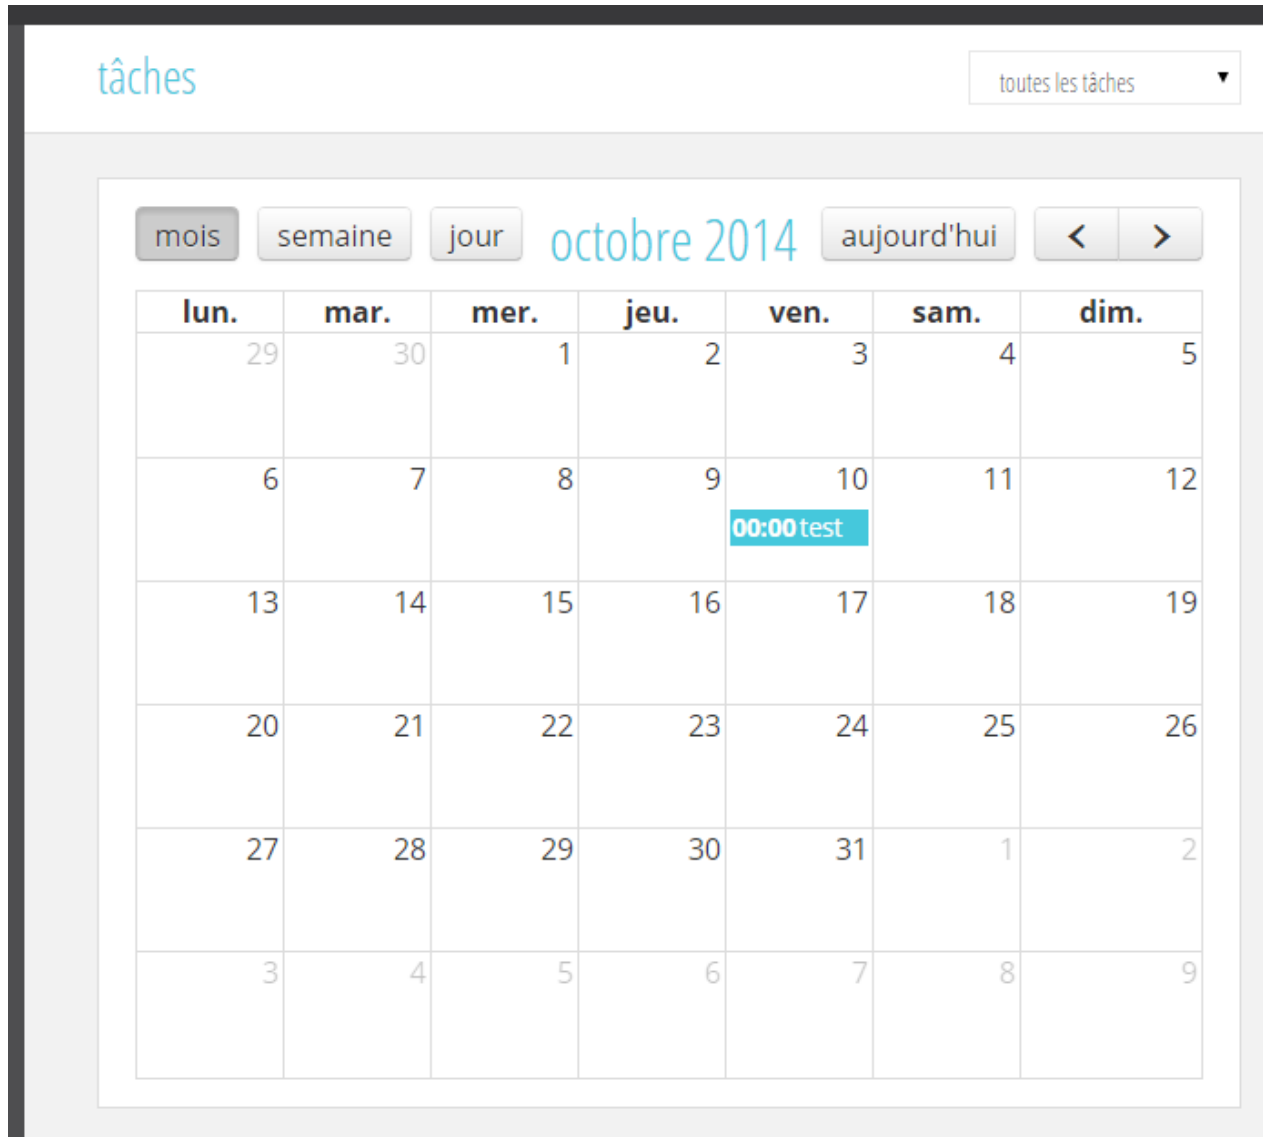 tâches
toutes les tâches
mois semaine jour octobre 2014 aujourd'hui < >
lun. mar. mer. jeu. ven. sam. dim.
29 30 1 2 3 4 5
6 7 8 9 10 11 12
00:00 test
13 14 15 16 17 18 19
20 21 22 23 24 25 26
27 28 29 30 31 1 2
3 4 5 6 7 8 9